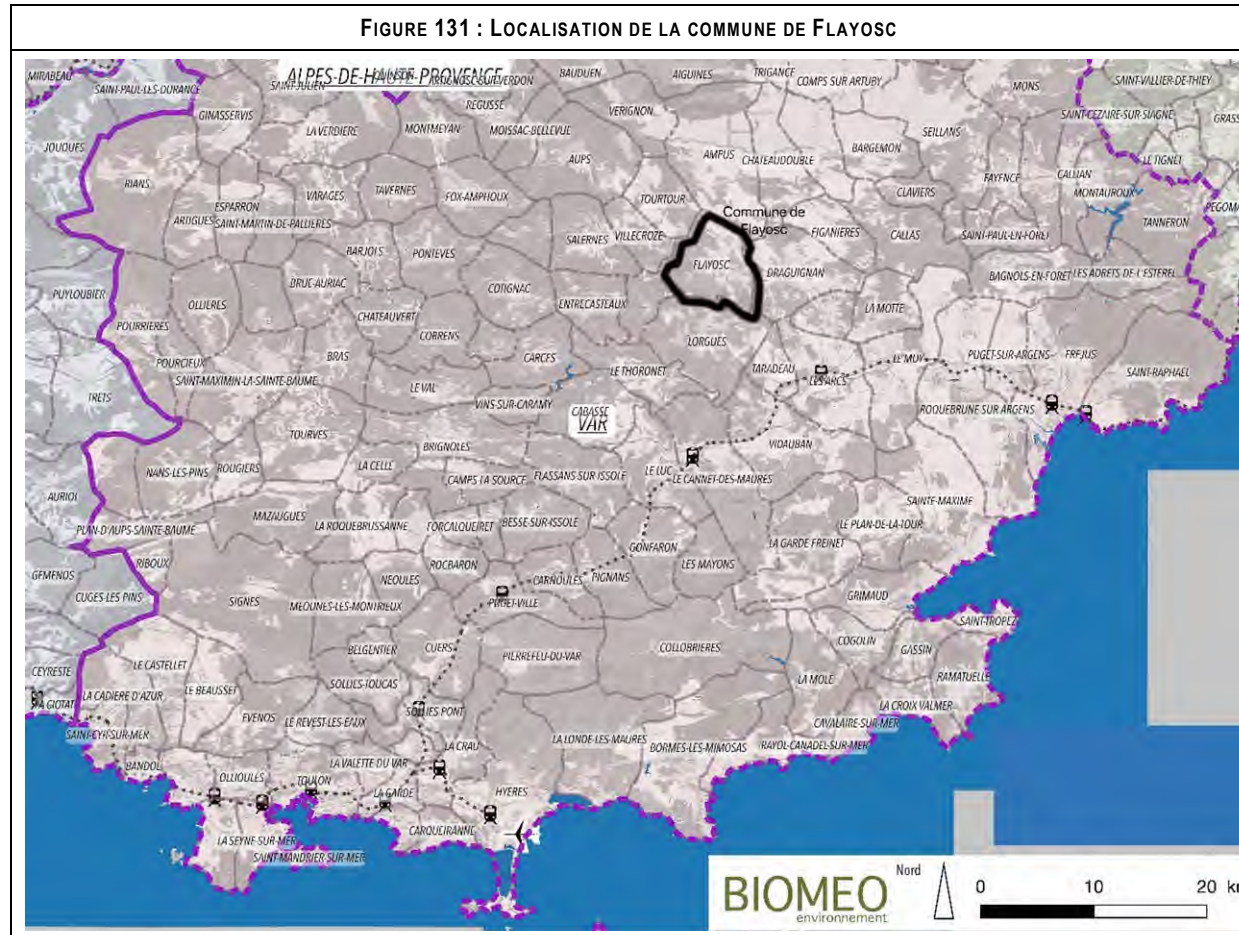 FIGURE 131 : LOCALISATION DE LA COMMUNE DE FLAYOSC
ALPES-DE-HAUTE-PROVENCE
MIRABEAU
SAINT-PAUL-LES-DURANCE
SAINT-JULIEN
BAUDUEN
AIGUINES
TRIGANCE
COMPS SUR ARTUBY
SAINT-VALLIER-DE-THIEY
MONS
GINASSERVIS
REGUSSE
VERIGNON
SAINT-CEZAIRE-SUR-SIAGNE
GRASS
JOUQUES
LA VERDIERE
MONTMEYAN
MOISSAC-BELLEVUE
SEILLANS
AUPS
AMPUS
CHATEAUDOUBLE
BARGEMON
LE TIGNET
RIANS
VARAGES
TAVERNES
FOX-AMPHOUX
TOURTOUR
CLAVIERS
FAYENCE
CALLIAN
MONTAUROUX
ESPARRON
ARTIGUES
SAINT-MARTIN-DE-PALLIERES
Commune de
Flayosc
PEGOMA
TANNERON
BARJOLS
PONTEVES
SALERNES
VILLECROZE
FIGANIERES
CALLAS
SAINT-PAUL-EN-FORET
FLAYOSC
DRAGUIGNAN
BAGNOLS-EN-FORET
LES ADRETS-DE-L'ESTEREL
PUYLOUBIER
OLLIERES
BRUE-AURIAC
COTIGNAC
ENTRECASTEAUX
LA MOTTE
POURRIERES
CHATEAUVERT
CORRENS
LORGUES
POURCIEUX
BRAS
CARCES
LE THORONET
TARADEAU
LES ARCS
LE MUY
PUGET-SUR-ARGENS
FREJUS
SAINT-RAPHAEL
SAINT-MAXIMIN-LA-SAINTE-BAUME
LE VAL
TRETS
VINS-SUR-CARAMY
CABASSE
VAR
ROQUEBRUNE SUR ARGENS
TOURVES
BRIGNOLES
VIDAUBAN
NANS-LES-PINS
ROUGIERS
LA CELLE
CAMPS-LA SOURCE
FLASSANS-SUR-ISSOLE
LE LUC
LE CANNET-DES-MAURES
AURIOL
SAINTE-MAXIME
MAZAUGUES
LA ROQUEBRUSSANNE
FORCALQUEIRET
BESSE-SUR-ISSOLE
LE PLAN-DE-LA-TOUR
PLAN-D'AUPS-SAINTE-BAUME
GONFARON
LA GARDE FREINET
RIBOUX
ROCBARON
LES MAYONS
GEMENOS
NEOULES
CARNOULES
PIGNANS
CUGES-LES PINS
SIGNES
MEOUNES-LES-MONTRIEUX
PUGET-VILLE
GRIMAUD
SAINT-TROPEZ
COGOLIN
BELGENTIER
CUERS
PIERREFEU-DU-VAR
COLLOBRIERES
GASSIN
CEYRESTE
LE CASTELLET
SOLLIES-TOUCAS
LA MOLE
RAMATUELLE
LA CADIERE D'AZUR
LE BEAUSSET
LA CROIX VALMER
LA CIOTAT
EVENOS
LE REVEST-LES-EAUX
SOLLIES PONT
CAVALAIRE-SUR-MER
SAINT-CYR-SUR-MER
LA CRAU
LA LONDE-LES-MAURES
BORMES-LES-MIMOSAS
RAYOL-CANADEL-SUR-MER
BANDOL
OLLIOULES
LA VALETTE DU VAR
TOULON
LA GARDE
HYERES
CARQUEIRANNE
LA SEYNE-SUR-MER
SAINT-MANDRIER-SUR-MER
BIOMEO
environnement
Nord
0 10 20 km